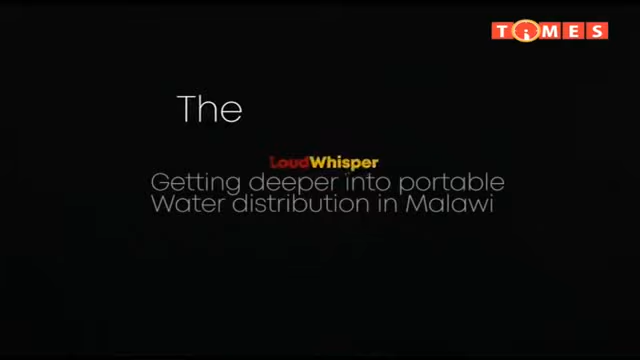 TiMES
The
LoudWhisper
Getting deeper into portable
Water distribution in Malawi